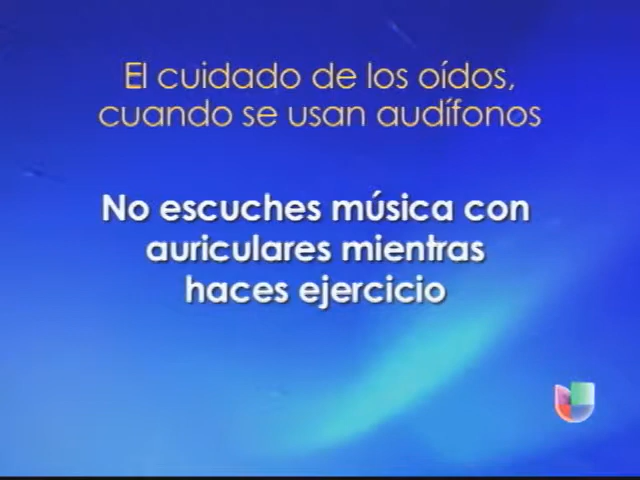 El cuidado de los oídos,
cuando se usan audífonos
No escuches música con
auriculares mientras
haces ejercicio